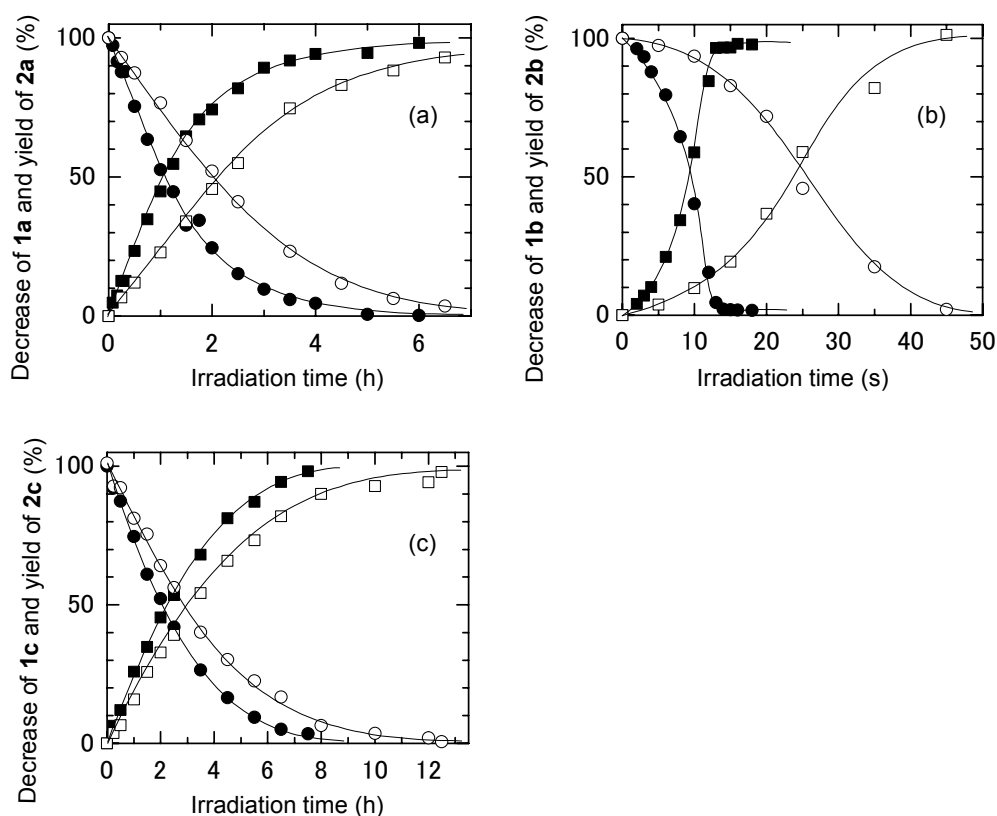 Decrease of 1a and yield of 2a (%)
100
50
0
(a)
0
2
4
6
Irradiation time (h)
Decrease of 1b and yield of 2b (%)
100
50
0
(b)
0
10
20
30
40
50
Irradiation time (s)
Decrease of 1c and yield of 2c (%)
100
50
0
(c)
0
2
4
6
8
10
12
Irradiation time (h)